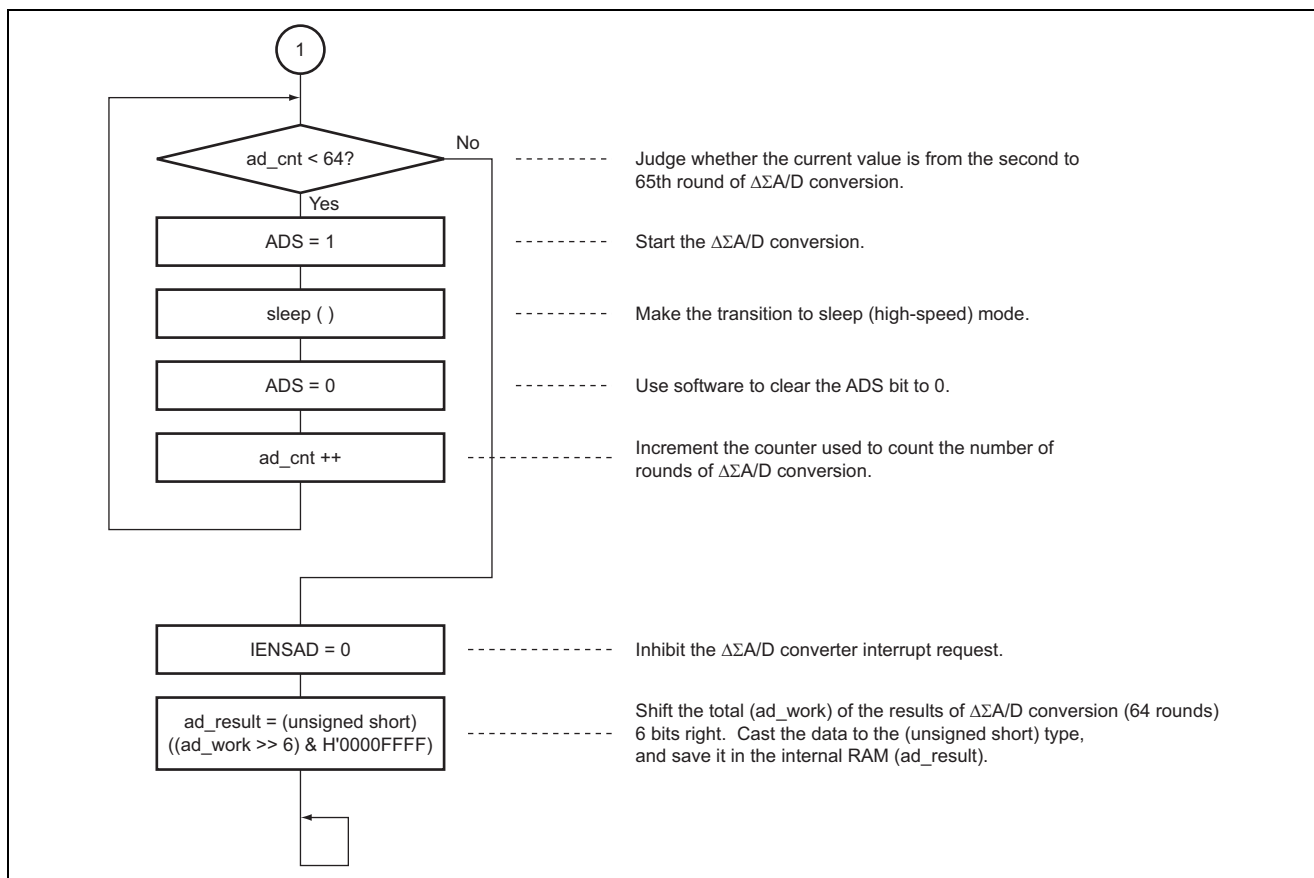 1
ad_cnt < 64?
No
Judge whether the current value is from the second to
65th round of ΔΣA/D conversion.
Yes
ADS = 1
Start the ΔΣA/D conversion.
sleep ( )
Make the transition to sleep (high-speed) mode.
ADS = 0
Use software to clear the ADS bit to 0.
ad_cnt ++
Increment the counter used to count the number of
rounds of ΔΣA/D conversion.
IENSAD = 0
Inhibit the ΔΣA/D converter interrupt request.
ad_result = (unsigned short)
((ad_work >> 6) & H'0000FFFF)
Shift the total (ad_work) of the results of ΔΣA/D conversion (64 rounds)
6 bits right.  Cast the data to the (unsigned short) type,
and save it in the internal RAM (ad_result).